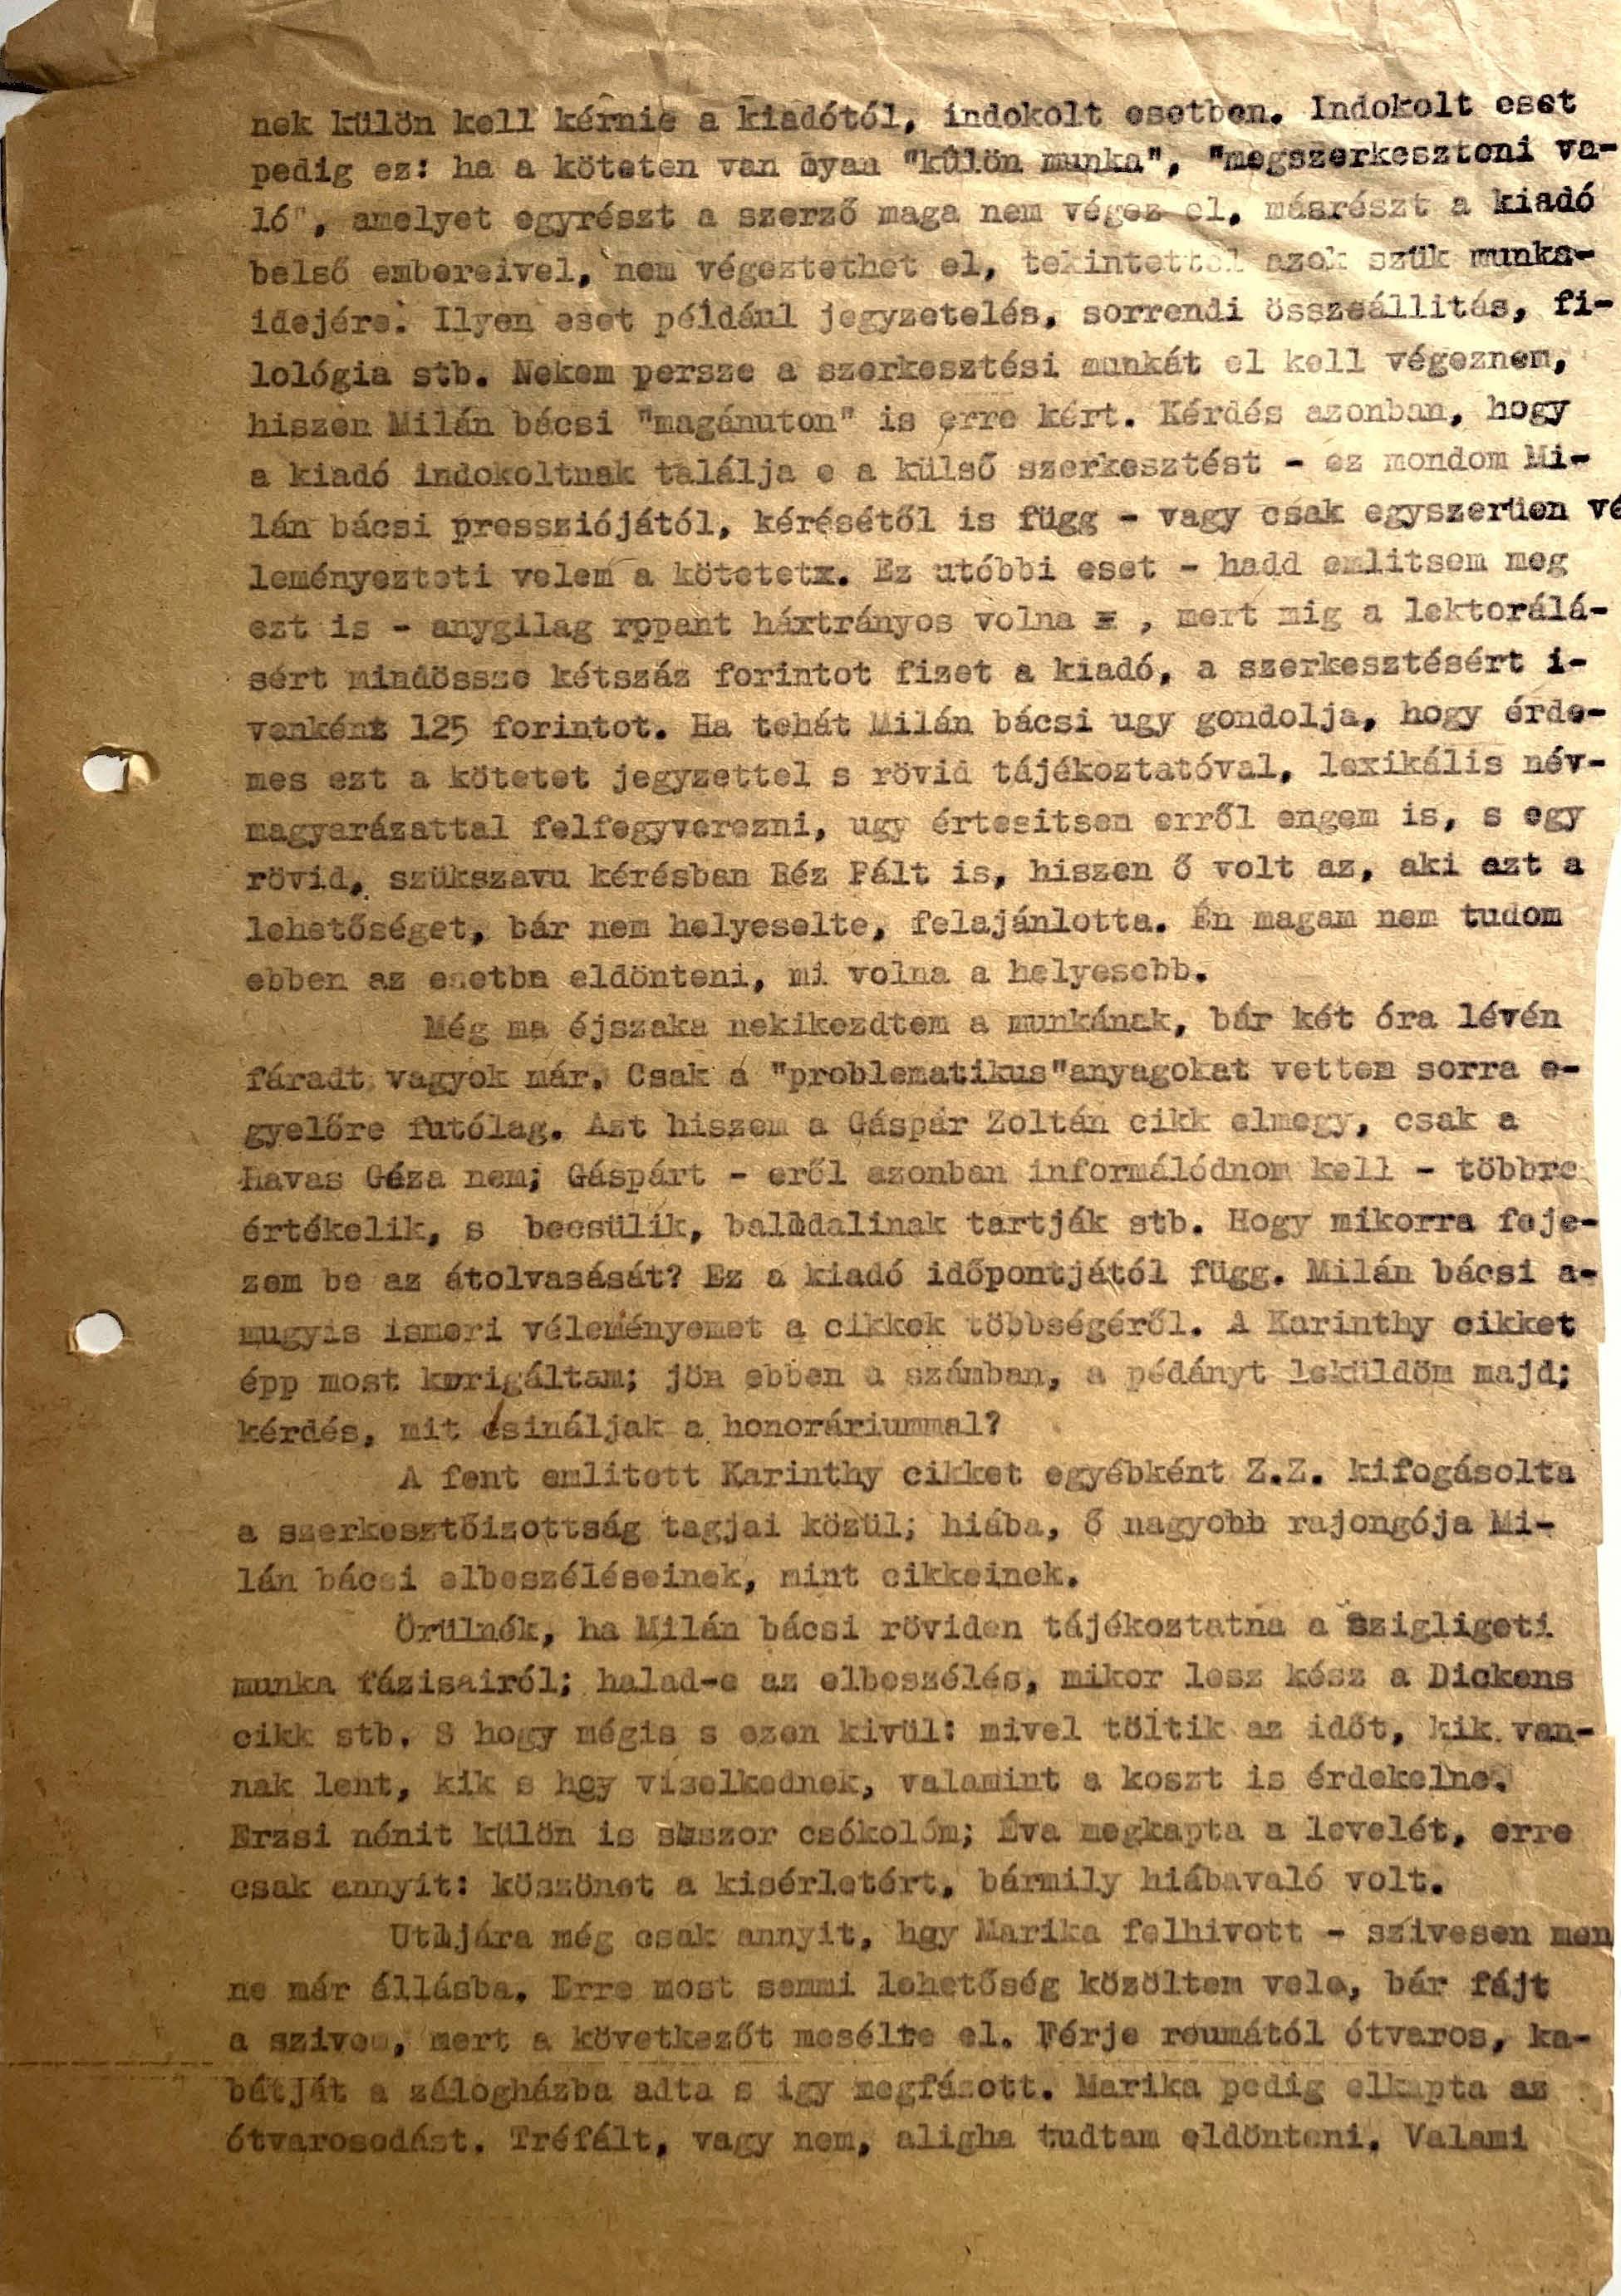 nek külön kell kérnie a kiadótól, indokolt esetben. Indokolt eset
pedig ez: ha a köteten van oyan "külön munka", "megszerkeszteni va-
ló", amelyet egyrészt a szerző maga nem végez el, másrészt a kiadó
belső embereivel, nem végeztethet el, tekintettel azok szük munka-
idejére. Ilyen eset például jegyzetelés, sorrendi összeállitás, fi-
lológia stb. Nekem persze a szerkesztési munkát el kell végeznem,
hiszen Milán bácsi "magánuton" is erre kért. Kérdés azonban, hogy
a kiadó indokoltnak találja e a külső szerkesztést - ez mondom Mi-
lán bácsi pressziójától, kérésétől is függ - vagy csak egyszerüen vé
leményezteti velem a kötetetx. Ez utóbbi eset - hadd emlitsem meg
ezt is - anygilag roppant hártrányos volna x , mert mig a lektorálá-
sért mindössze kétszáz forintot fizet a kiadó, a szerkesztésért i-
venként 125 forintot. Ha tehát Milán bácsi ugy gondolja, hogy érde-
mes ezt a kötetet jegyzettel s rövid tájékoztatóval, lexikális név-
magyarázattal felfegyverezni, ugy értesitsen erről engem is, s egy
rövid, szükszavu kérésban Réz Pált is, hiszen ő volt az, aki ezt a
lehetőséget, bár nem helyeselte, felajánlotta. Én magam nem tudom
ebben az esetbn eldönteni, mi volna a helyesebb.
Még ma éjszaka nekikezdtem a munkának, bár két óra lévén
fáradt vagyok már. Csak a "problematikus"anyagokat vettem sorra e-
gyelőre futólag. Azt hiszem a Gáspár Zoltán cikk elmegy, csak a
Havas Géza nem; Gáspárt - eről azonban informálódnom kell - többre
értékelik, s becsülik, baloldalinak tartják stb. Hogy mikorra feje-
zem be az átolvasását? Ez a kiadó időpontjától függ. Milán bácsi a-
mugyis ismeri véleményemet a cikkek többségéről. A Karinthy cikket
épp most korigáltam; jön ebben a számban, a pédányt leküldöm majd;
kérdés, mit csináljak a honoráriummal?
A fent emlitett Karinthy cikket egyébként Z.Z. kifogásolta
a szerkesztőizottság tagjai közül; hiába, ő nagyobb rajongója Mi-
lán bácsi elbeszéléseinek, mint cikkeinek.
Örülnék, ha Milán bácsi röviden tájékoztatna a szigligeti
munka fázisairól; halad-e az elbeszélés, mikor lesz kész a Dickens
cikk stb. S hogy mégis s ezen kivül: mivel töltik az időt, kik van-
nak lent, kik s hgy viselkednek, valamint a koszt is érdekelne.
Erzsi nénit külön is sokszor csókolóm; Éva megkapta a levelét, erre
csak annyit: köszönet a kisérletért, bármily hiábavaló volt.
Utljára még csak annyit, hgy Marika felhivott - szivesen men
ne már állásba. Erre most semmi lehetőség közöltem vele, bár fájt
a szivem, mert a következőt mesélte el. Férje reumától ótvaros, ka-
bátját a zálogházba adta s igy megfázott. Marika pedig elkapta az
ótvarosodást. Tréfált, vagy nem, aligha tudtam eldönteni. Valami